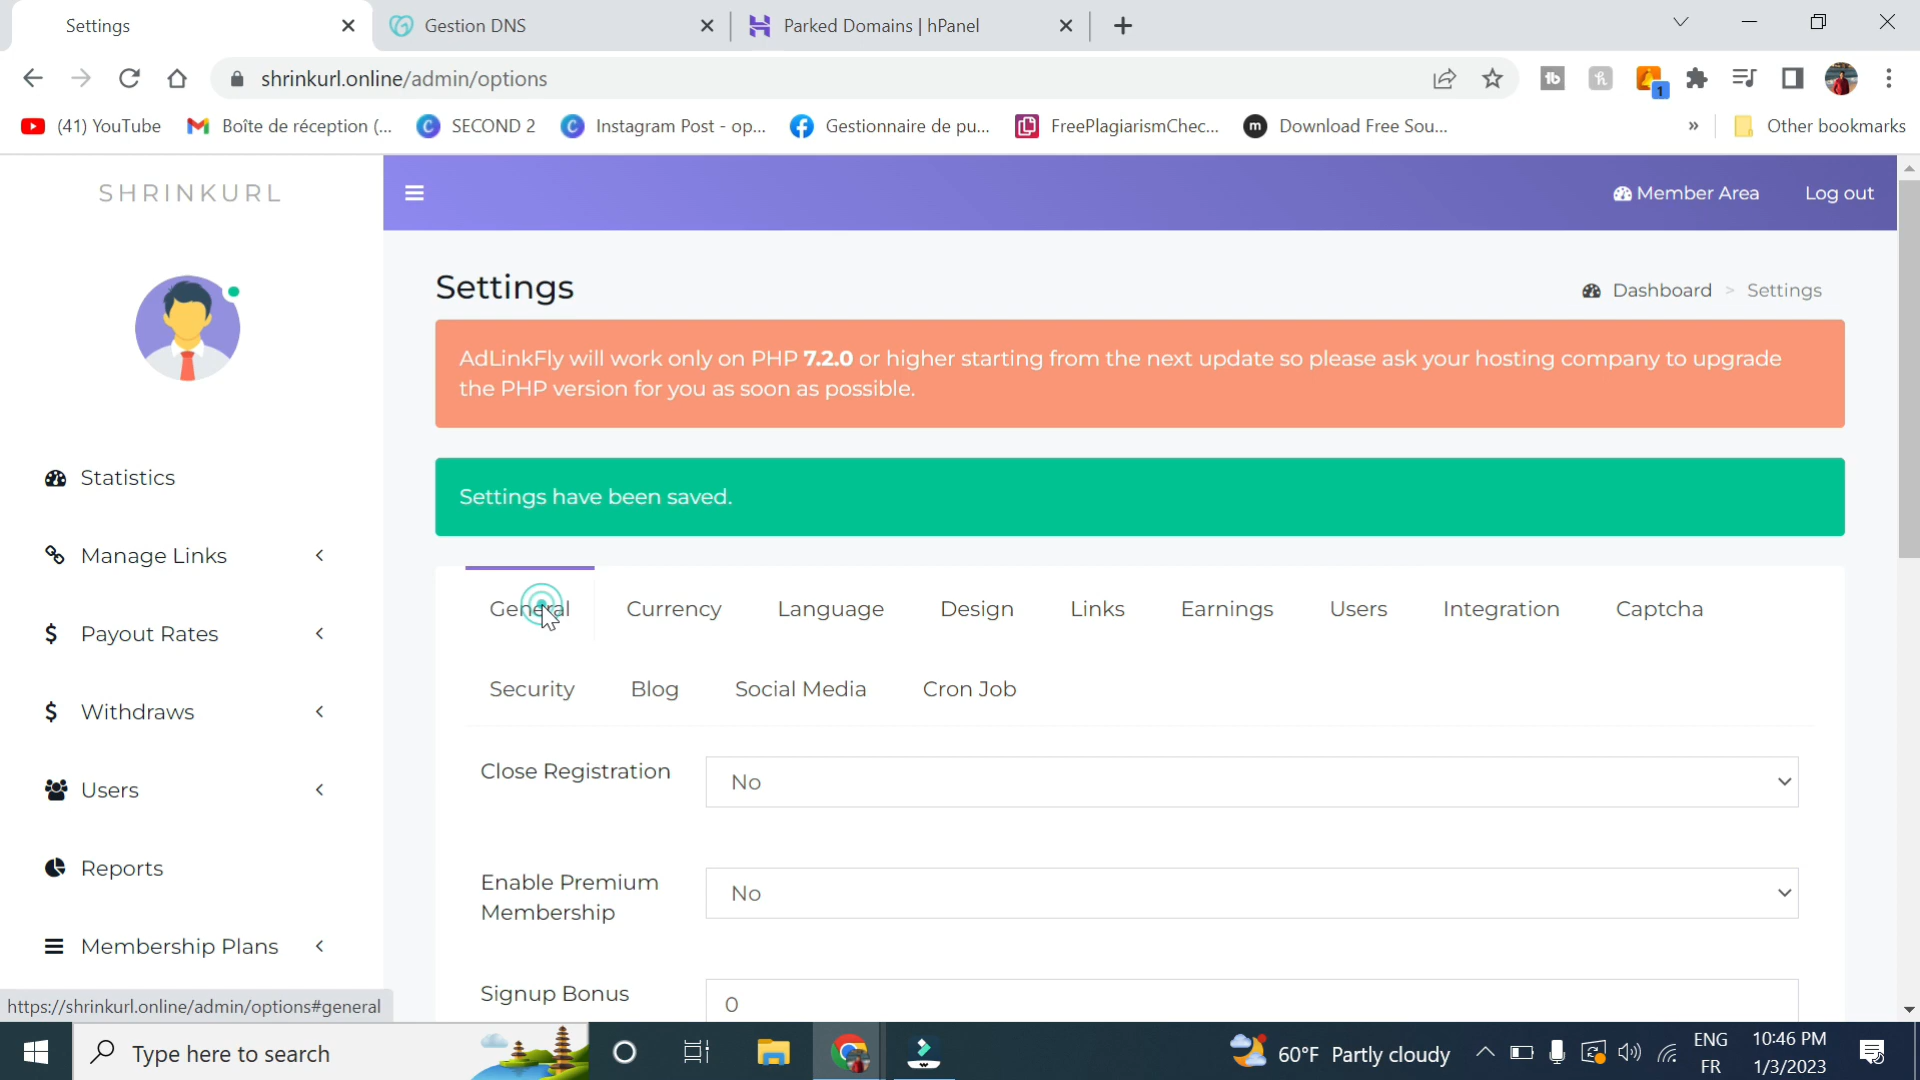 Settings
Gestion DNS
Parked Domains | hPanel
shrinkurl.online/admin/options
1
(41) YouTube
Boîte de réception (...
SECOND 2
Instagram Post - op...
Gestionnaire de pu...
FreePlagiarismChec...
Download Free Sou...
»
Other bookmarks
SHRINKURL
Member Area
Log out
Settings
Dashboard > Settings
AdLinkFly will work only on PHP 7.2.0 or higher starting from the next update so please ask your hosting company to upgrade
the PHP version for you as soon as possible.
Settings have been saved.
Statistics
Manage Links
Payout Rates
Withdraws
Users
Reports
Membership Plans
General
Currency
Language
Design
Links
Earnings
Users
Integration
Captcha
Security
Blog
Social Media
Cron Job
Close Registration
No
Enable Premium
Membership
No
Signup Bonus
0
https://shrinkurl.online/admin/options#general
Type here to search
60°F Partly cloudy
ENG
FR
10:46 PM
1/3/2023